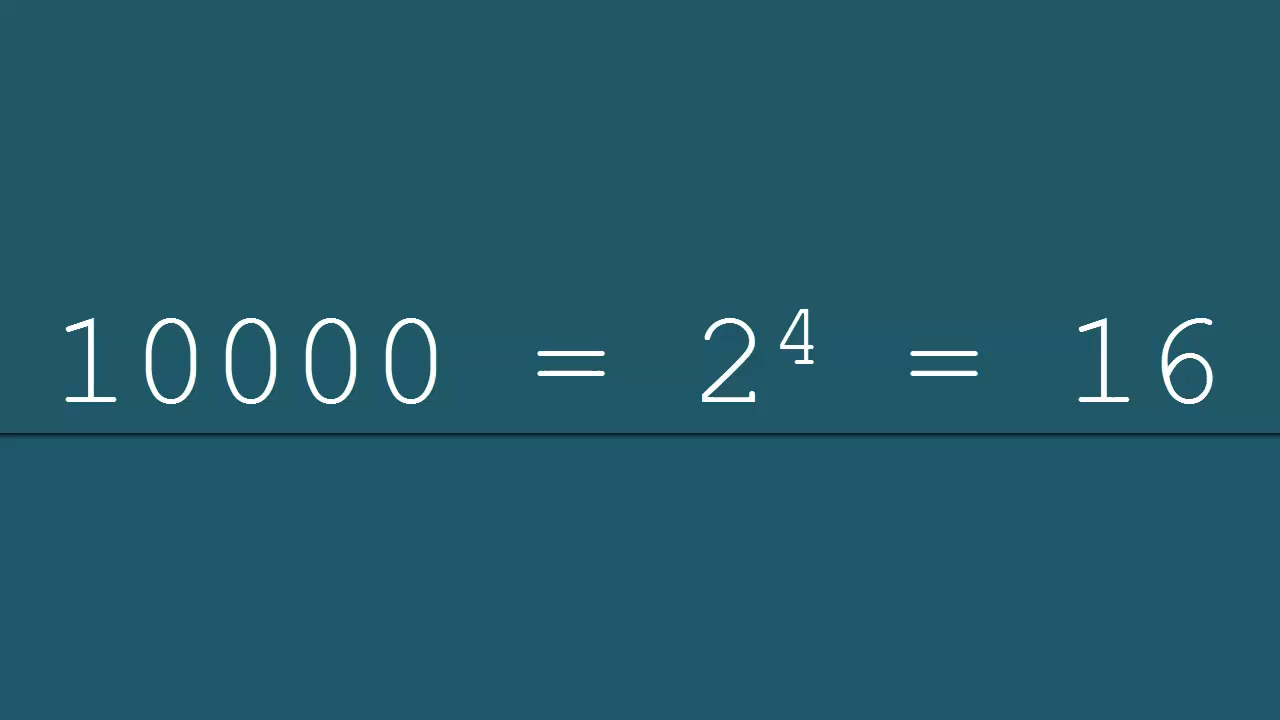 10000 = 2⁴ = 16